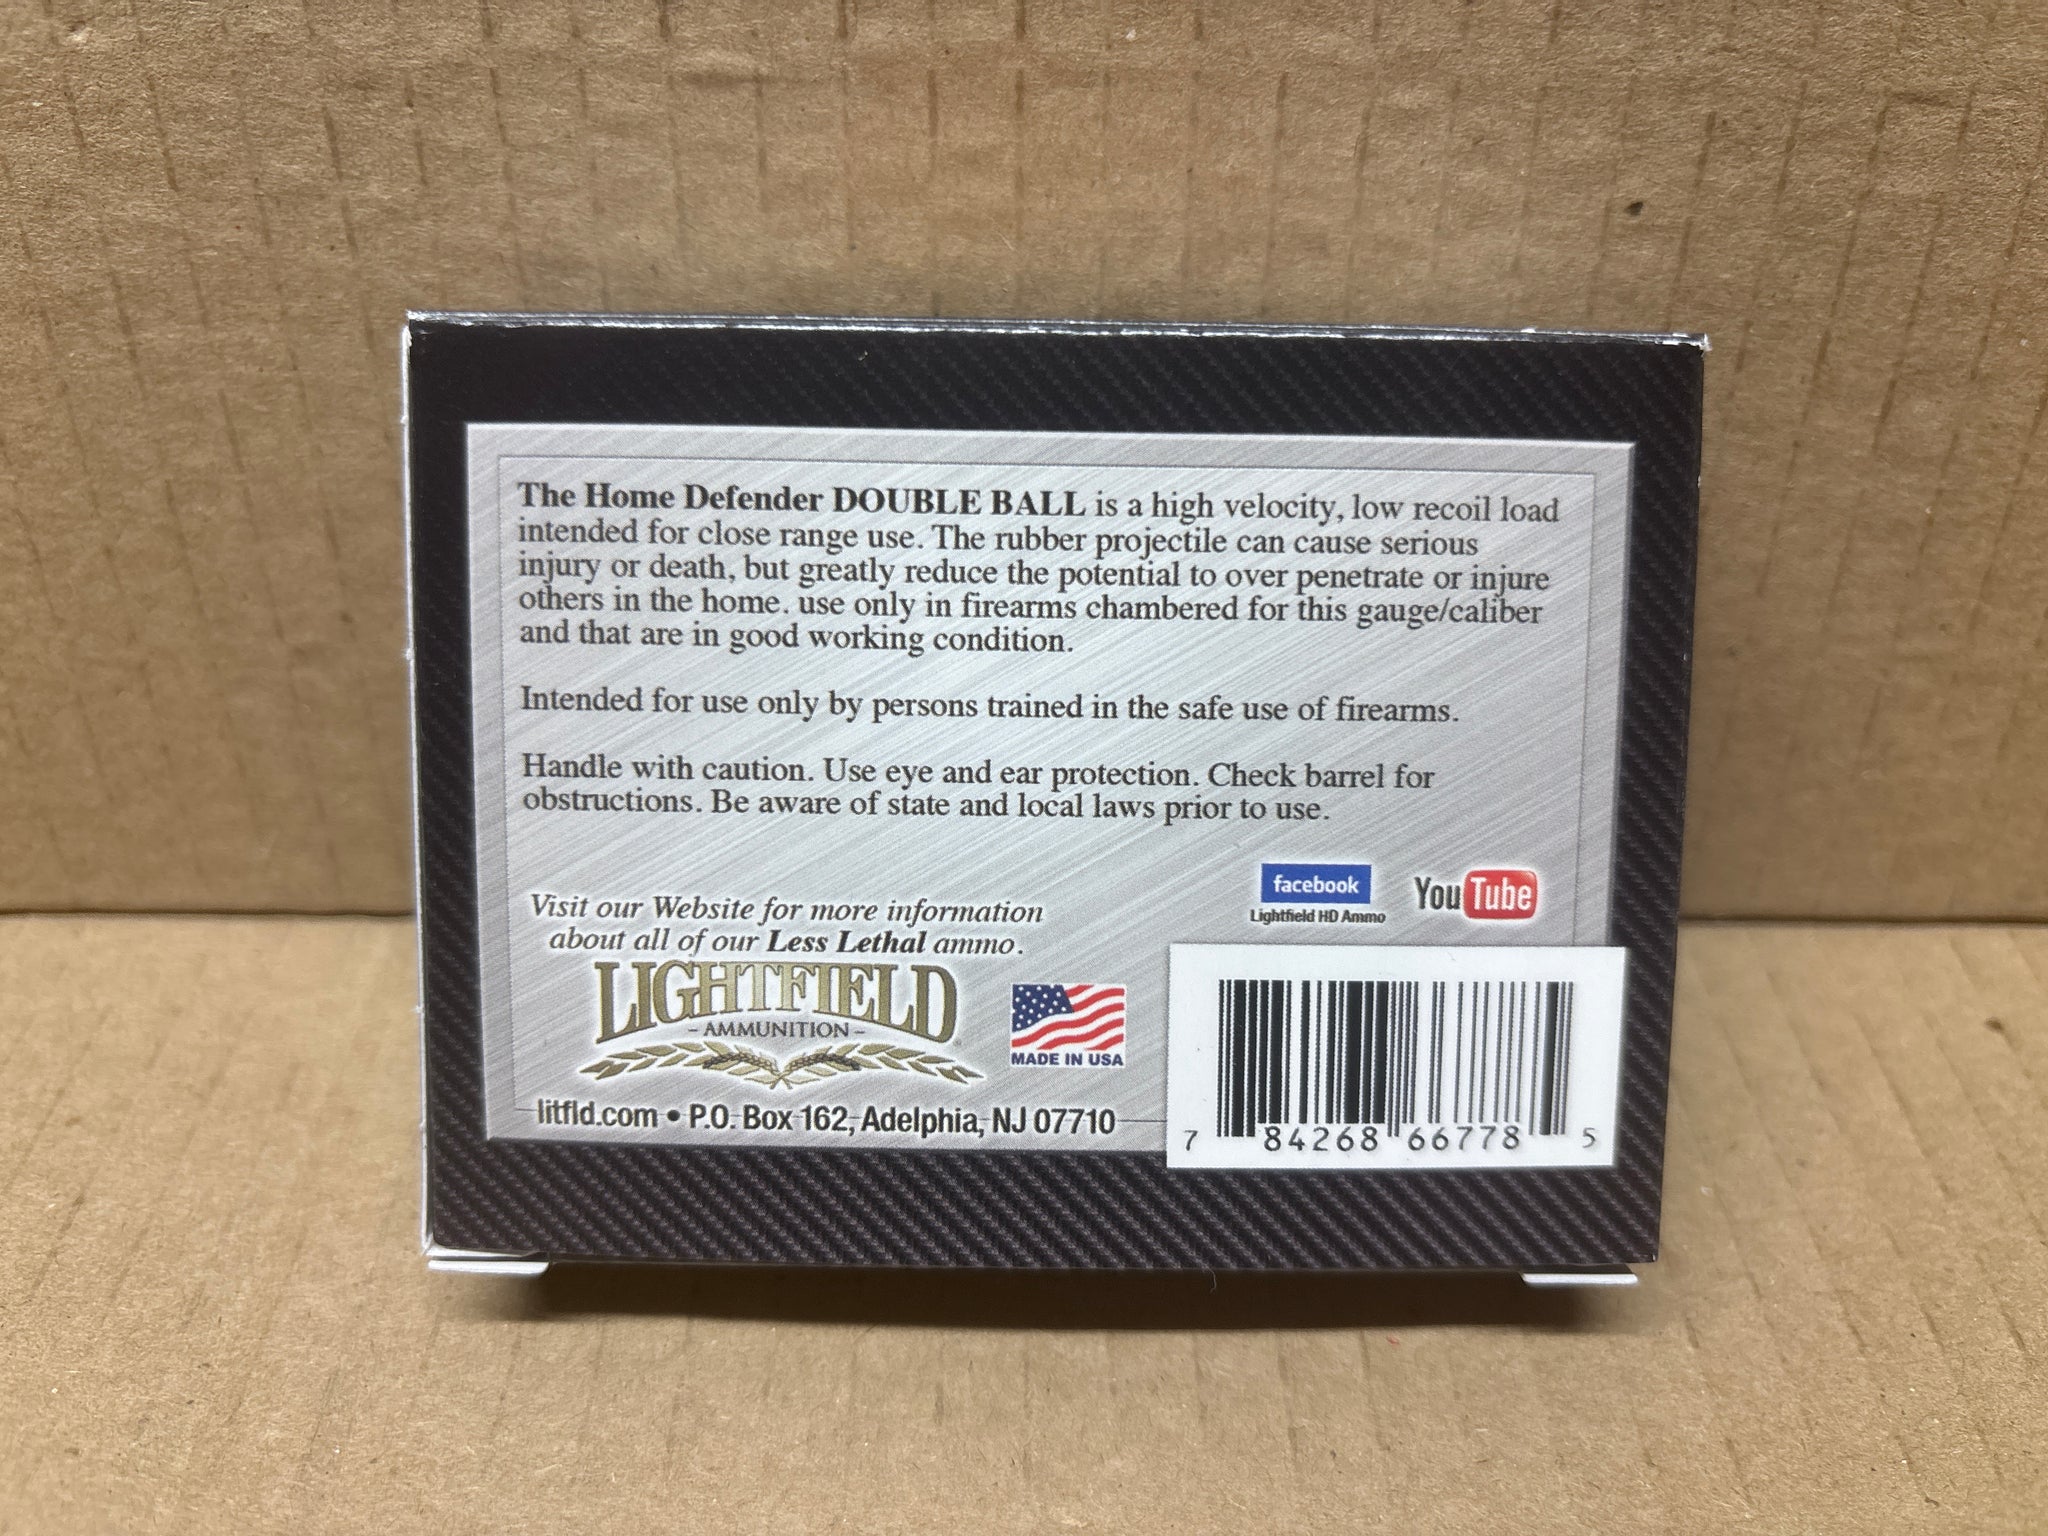 The Home Defender DOUBLE BALL is a high velocity, low recoil load
intended for close range use. The rubber projectile can cause serious
injury or death, but greatly reduce the potential to over penetrate or injure
others in the home. use only in firearms chambered for this gauge/caliber
and that are in good working condition.
Intended for use only by persons trained in the safe use of firearms.
Handle with caution. Use eye and ear protection. Check barrel for
obstructions. Be aware of state and local laws prior to use.
facebook
Lightfield HD Ammo
YouTube
Visit our Website for more information
about all of our Less Lethal ammo.
LIGHTFIELD
- AMMUNITION -
MADE IN USA
litfld.com • P.O. Box 162, Adelphia, NJ 07710
7 84268 66778 5